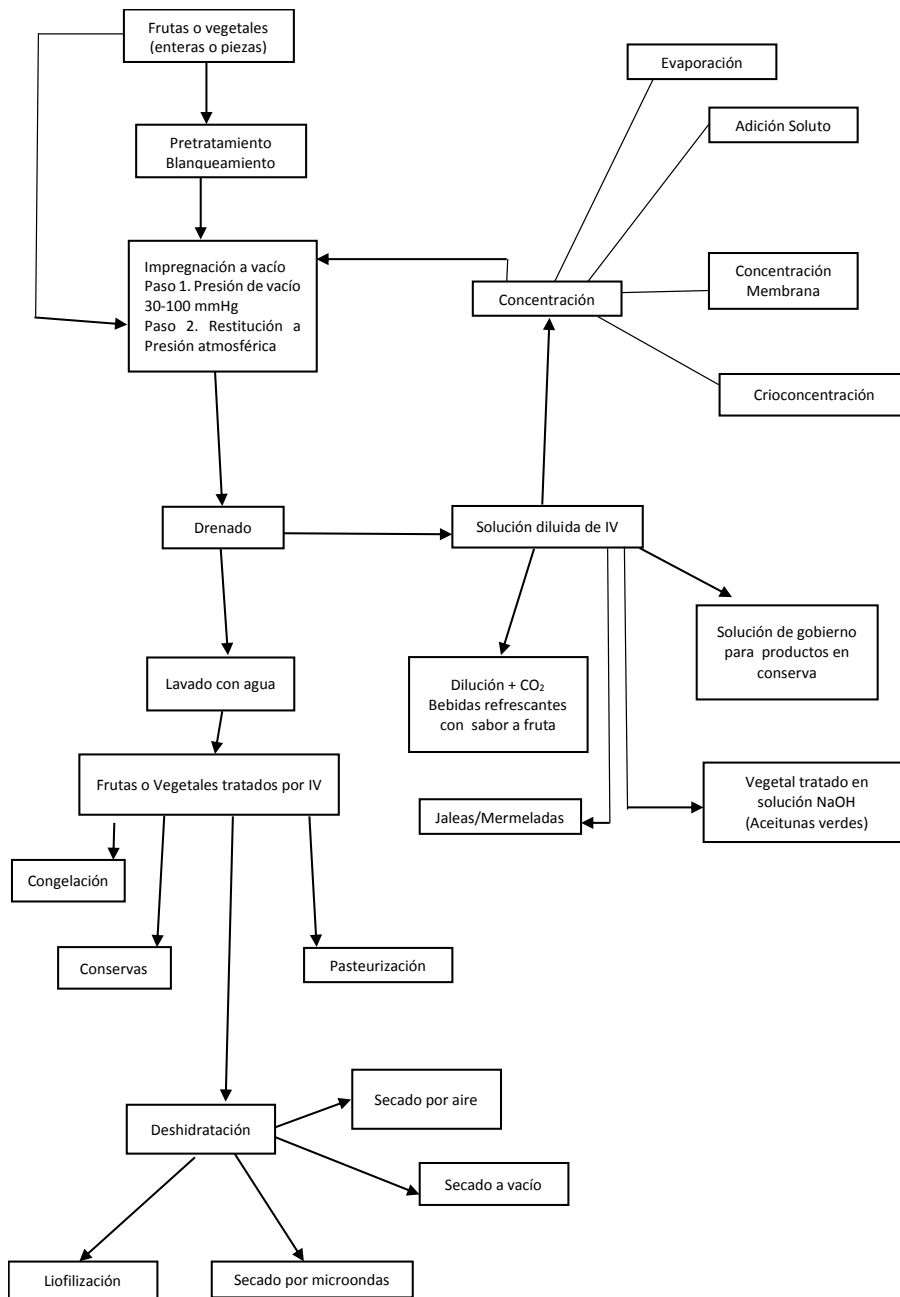 Frutas o vegetales
(enteras o piezas)
Evaporación
Adición Soluto
Pretratamiento
Blanqueamiento
Impregnación a vacío
Paso 1. Presión de vacío
30-100 mmHg
Paso 2. Restitución a
Presión atmosférica
Concentración
Membrana
Concentración
Crioconcentración
Drenado
Solución diluida de IV
Solución de gobierno
para productos en
conserva
Lavado con agua
Dilución + CO₂
Bebidas refrescantes
con sabor a fruta
Frutas o Vegetales tratados por IV
Jaleas/Mermeladas
Vegetal tratado en
solución NaOH
(Aceitunas verdes)
Congelación
Conservas
Pasteurización
Secado por aire
Deshidratación
Secado a vacío
Liofilización
Secado por microondas